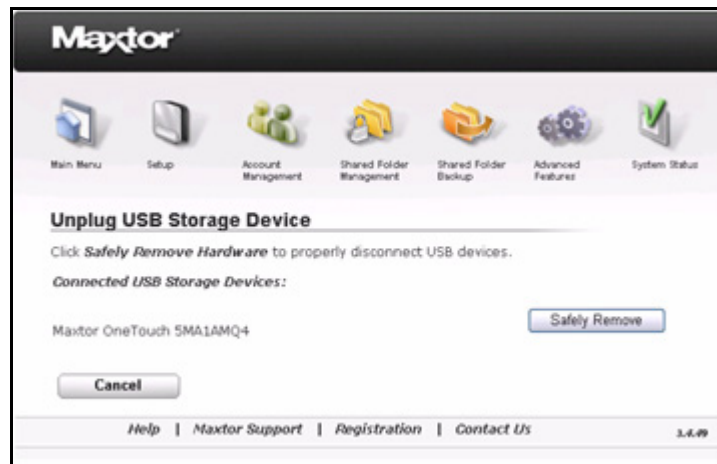 Maxtor
Main Menu
Setup
Account Management
Shared Folder Management
Shared Folder Backup
Advanced Features
System Status
Unplug USB Storage Device
Click Safely Remove Hardware to properly disconnect USB devices.
Connected USB Storage Devices:
Maxtor OneTouch 5MA1AMQ4
Safely Remove
Cancel
Help | Maxtor Support | Registration | Contact Us
3.4.49